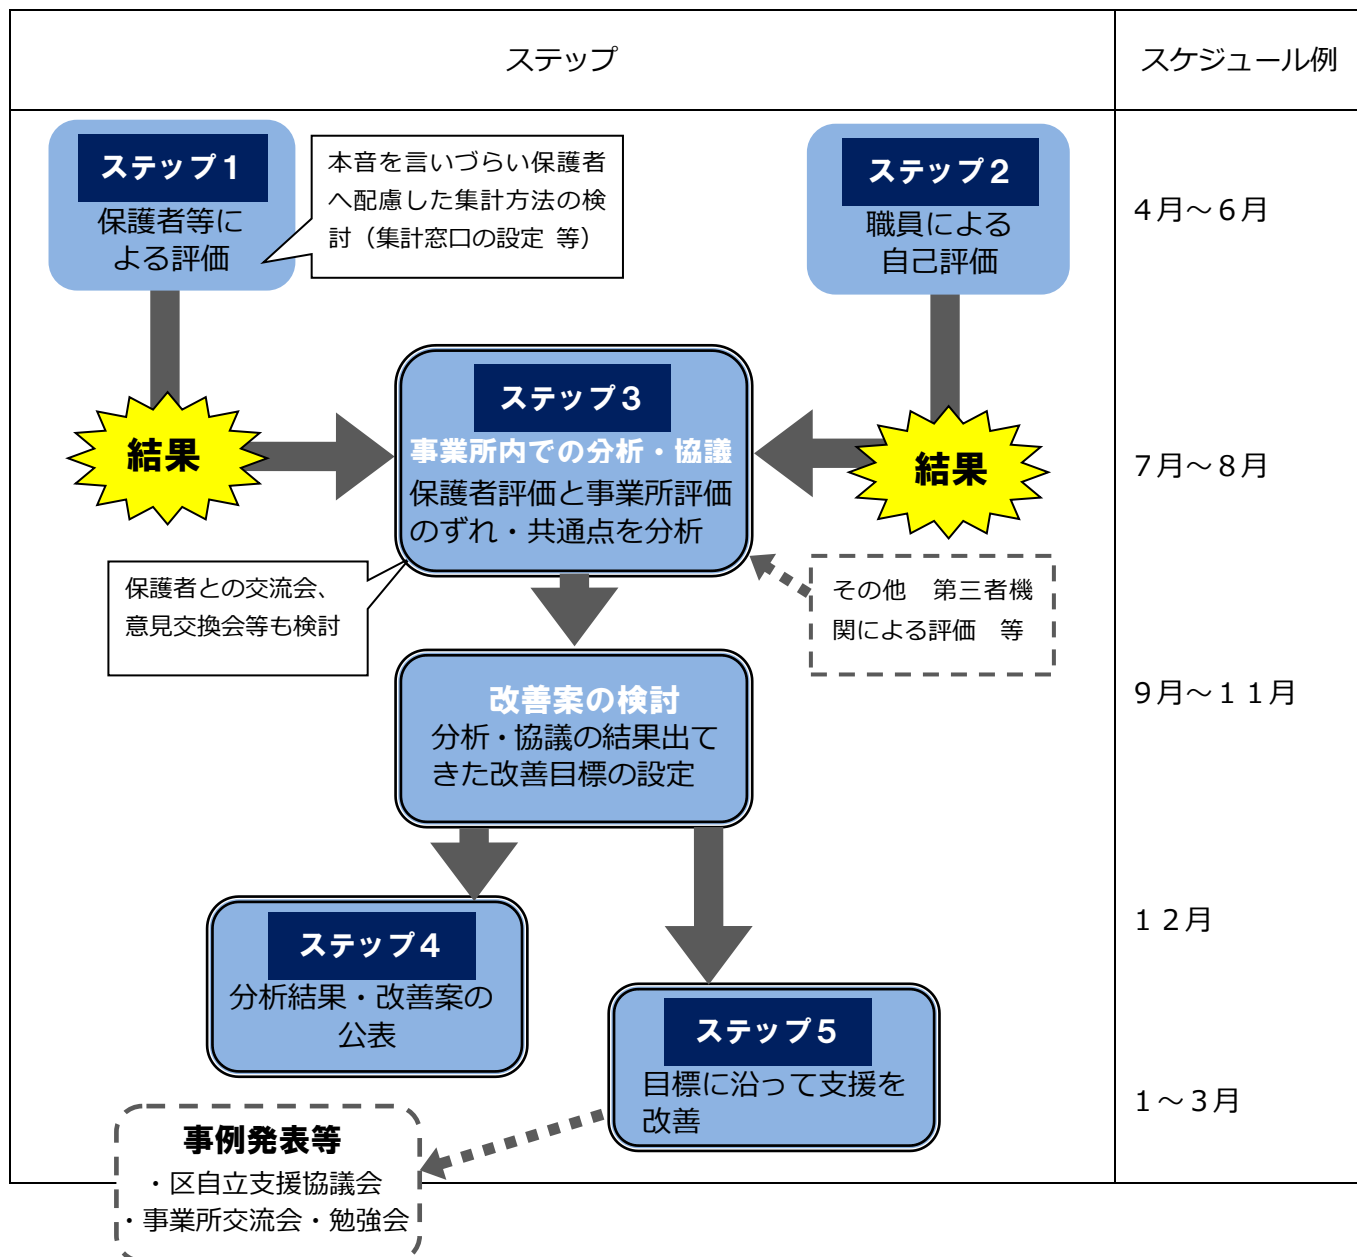 ステップ
スケジュール例
ステップ１
保護者等に
よる評価
本音を言いづらい保護者
へ配慮した集計方法の検
討（集計窓口の設定 等）
ステップ２
職員による
自己評価
４月～６月
結果
ステップ３
事業所内での分析・協議
保護者評価と事業所評価
のずれ・共通点を分析
結果
７月～８月
保護者との交流会、
意見交換会等も検討
その他　第三者機
関による評価　等
改善案の検討
分析・協議の結果出て
きた改善目標の設定
９月～１１月
ステップ４
分析結果・改善案の
公表
１２月
ステップ５
目標に沿って支援を
改善
１～３月
事例発表等
・区自立支援協議会
・事業所交流会・勉強会